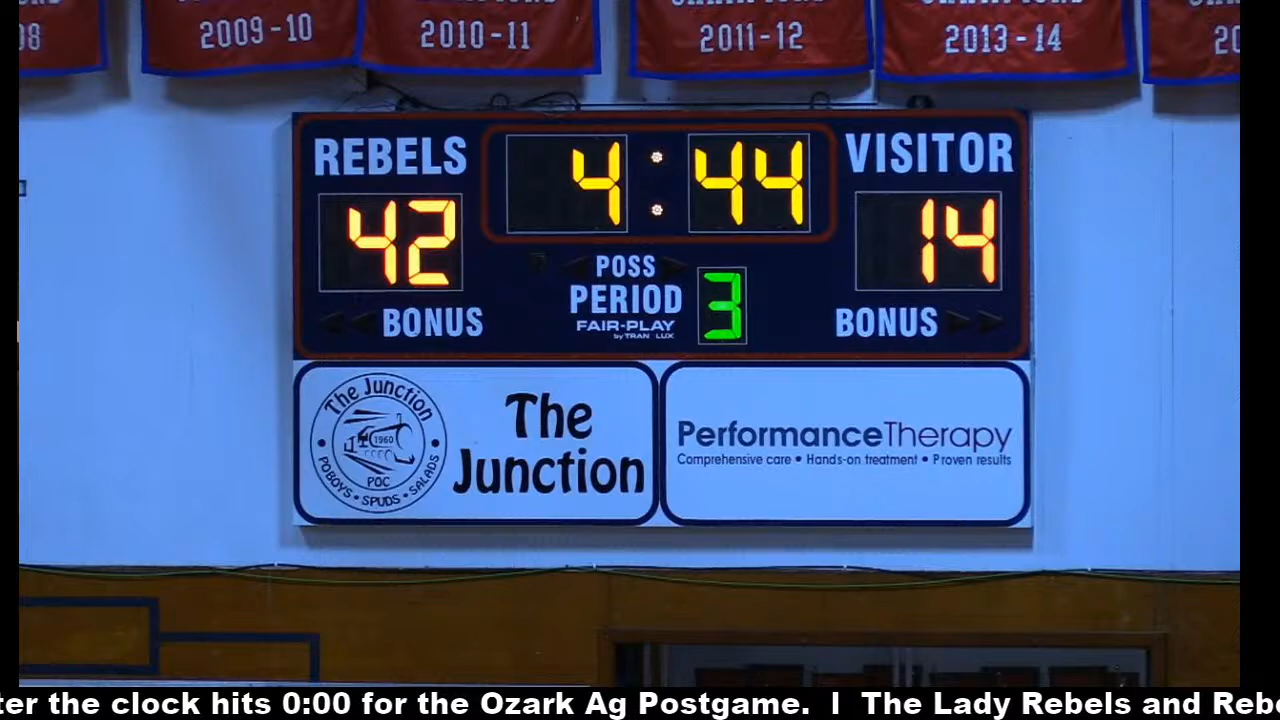 08
2009-10
2010-11
2011-12
2013-14
REBELS
4:44
VISITOR
42
14
POSS
PERIOD
3
FAIR-PLAY
BONUS
BONUS
The Junction
1960
POC
POBOYS • SPUDS • SALADS
The
Junction
PerformanceTherapy
Comprehensive care • Hands-on treatment • Proven results
the clock hits 0:00 for the Ozark Ag Postgame. | The Lady Rebels and